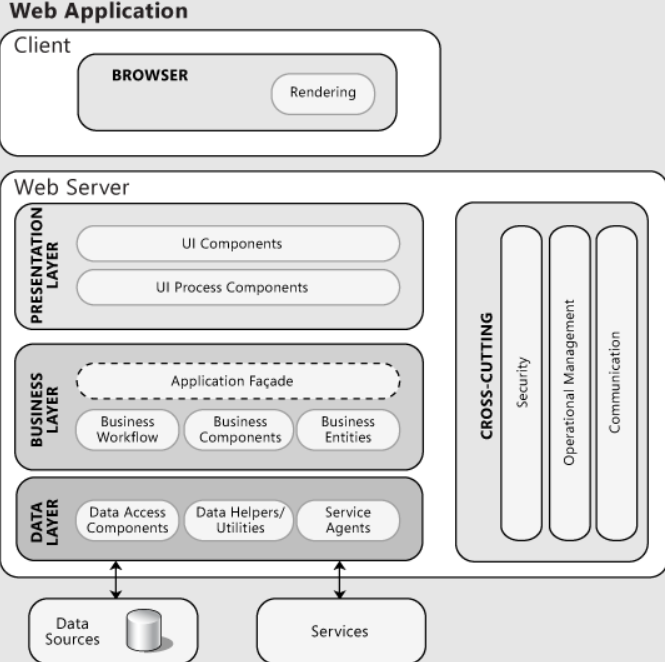 Web Application
Client
BROWSER
Rendering
Web Server
PRESENTATION
LAYER
UI Components
UI Process Components
BUSINESS
LAYER
Application Façade
Business
Workflow
Business
Components
Business
Entities
DATA
LAYER
Data Access
Components
Data Helpers/
Utilities
Service
Agents
CROSS-CUTTING
Security
Operational Management
Communication
Data
Sources
Services